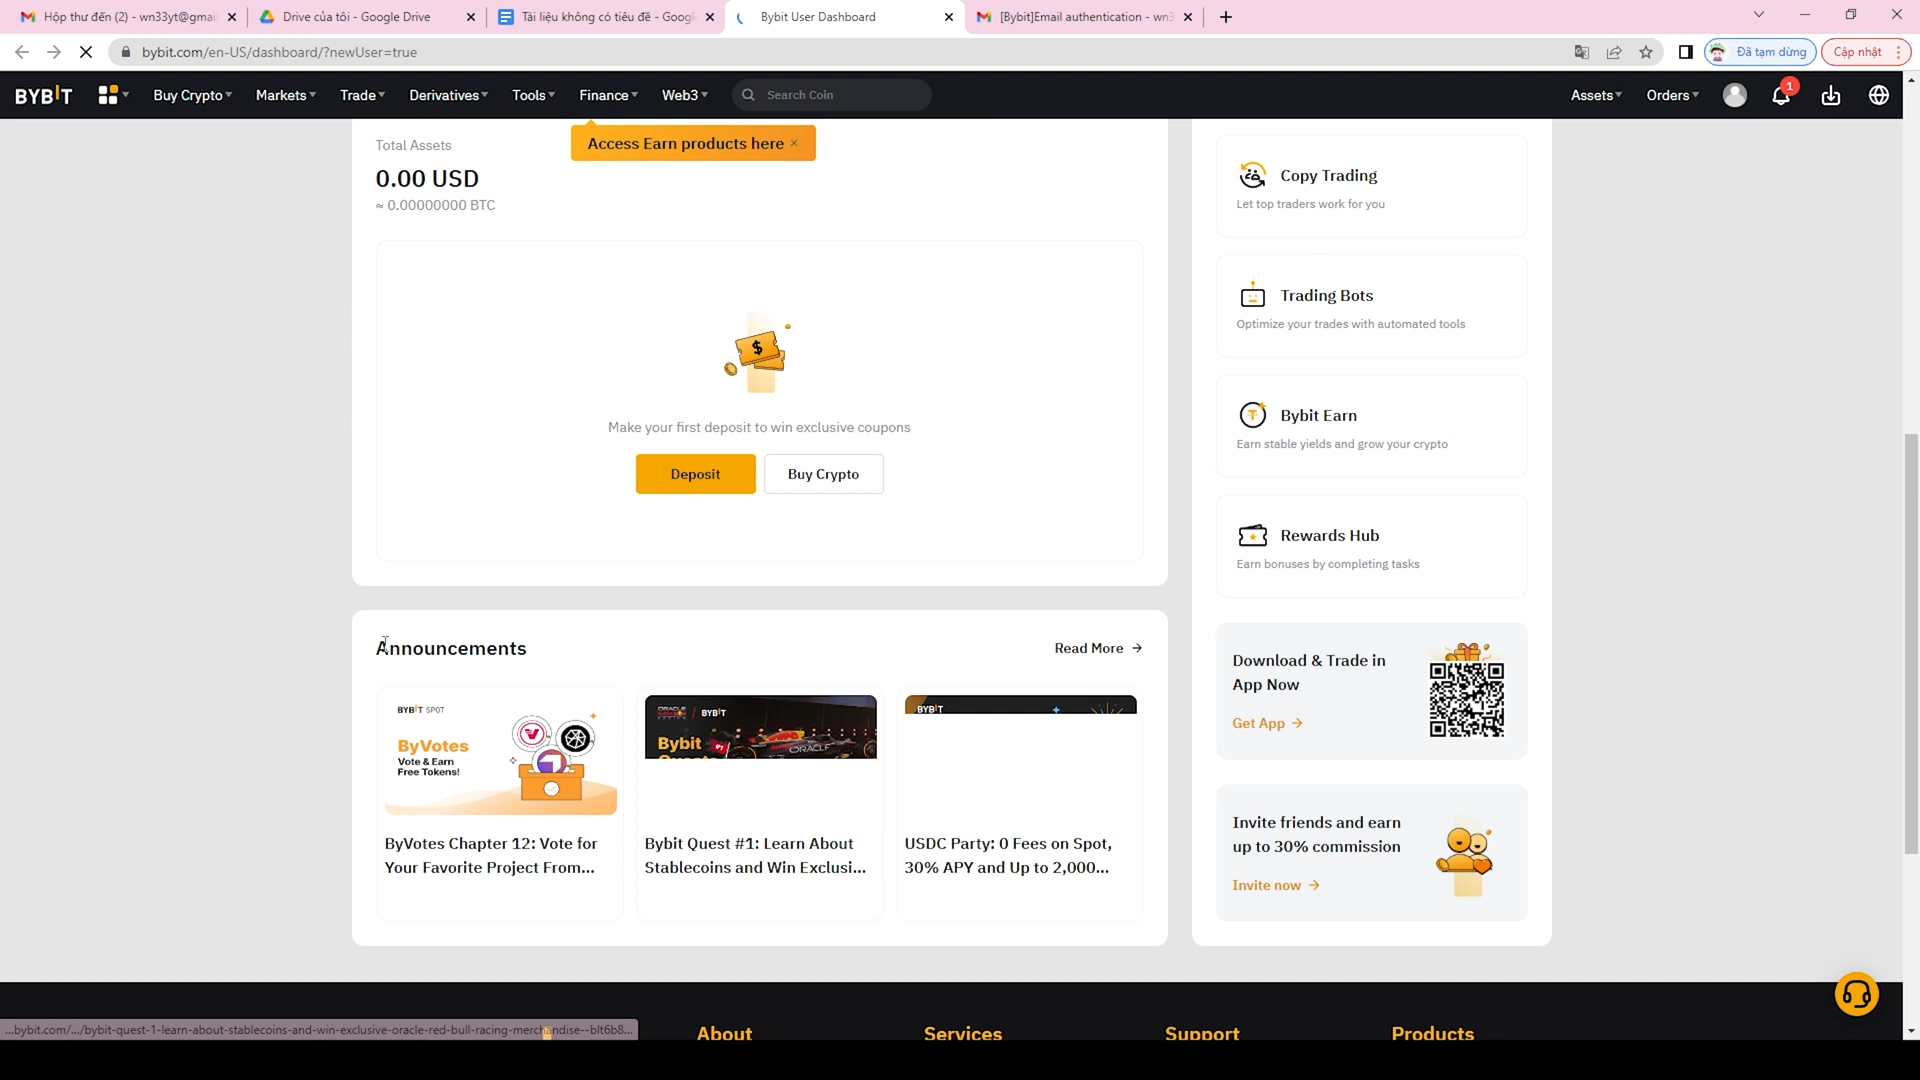 Hộp thư đến (2) - wn33yt@gmai
Drive của tôi - Google Drive
Tài liệu không có tiêu đề - Googl
Bybit User Dashboard
[Bybit]Email authentication - wn3
bybit.com/en-US/dashboard/?newUser=true
Đã tạm dừng
Cập nhật
BYBIT
Buy Crypto
Markets
Trade
Derivatives
Tools
Finance
Web3
Search Coin
Assets
Orders
1
Access Earn products here ×
Total Assets
0.00 USD
≈ 0.00000000 BTC
Make your first deposit to win exclusive coupons
Deposit
Buy Crypto
Copy Trading
Let top traders work for you
Trading Bots
Optimize your trades with automated tools
Bybit Earn
Earn stable yields and grow your crypto
Rewards Hub
Earn bonuses by completing tasks
Download & Trade in
App Now
Get App →
Invite friends and earn
up to 30% commission
Invite now →
Announcements
Read More →
BYBIT SPOT
ByVotes
Vote & Earn
Free Tokens!
ByVotes Chapter 12: Vote for
Your Favorite Project From...
BYBIT
Bybit
ORACLE
Bybit Quest #1: Learn About
Stablecoins and Win Exclusi...
BYBIT
USDC Party: 0 Fees on Spot,
30% APY and Up to 2,000...
...bybit.com/.../bybit-quest-1-learn-about-stablecoins-and-win-exclusive-oracle-red-bull-racing-merchandise--blt6b8...
About
Services
Support
Products